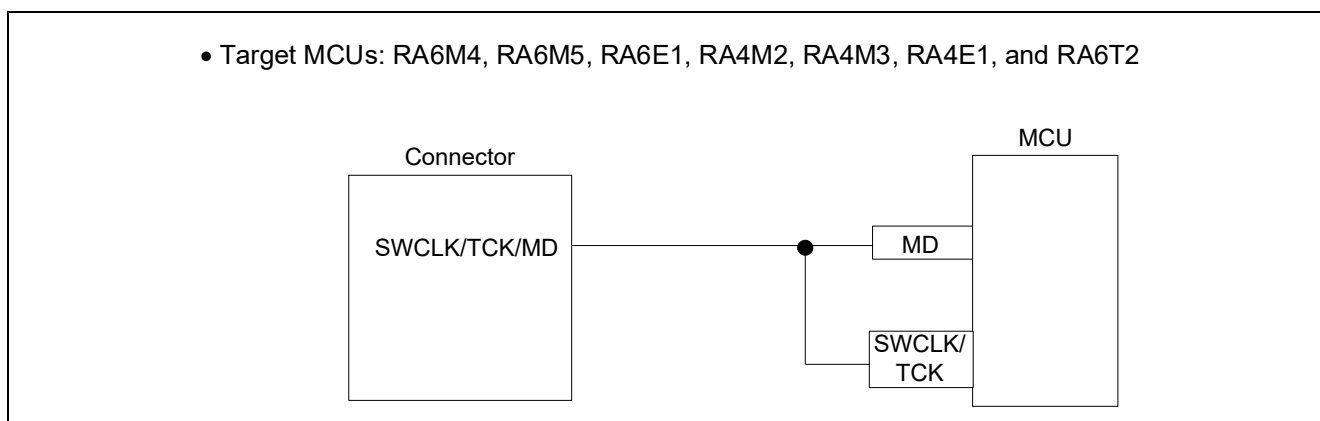 • Target MCUs: RA6M4, RA6M5, RA6E1, RA4M2, RA4M3, RA4E1, and RA6T2
MCU
Connector
SWCLK/TCK/MD
MD
SWCLK/
TCK